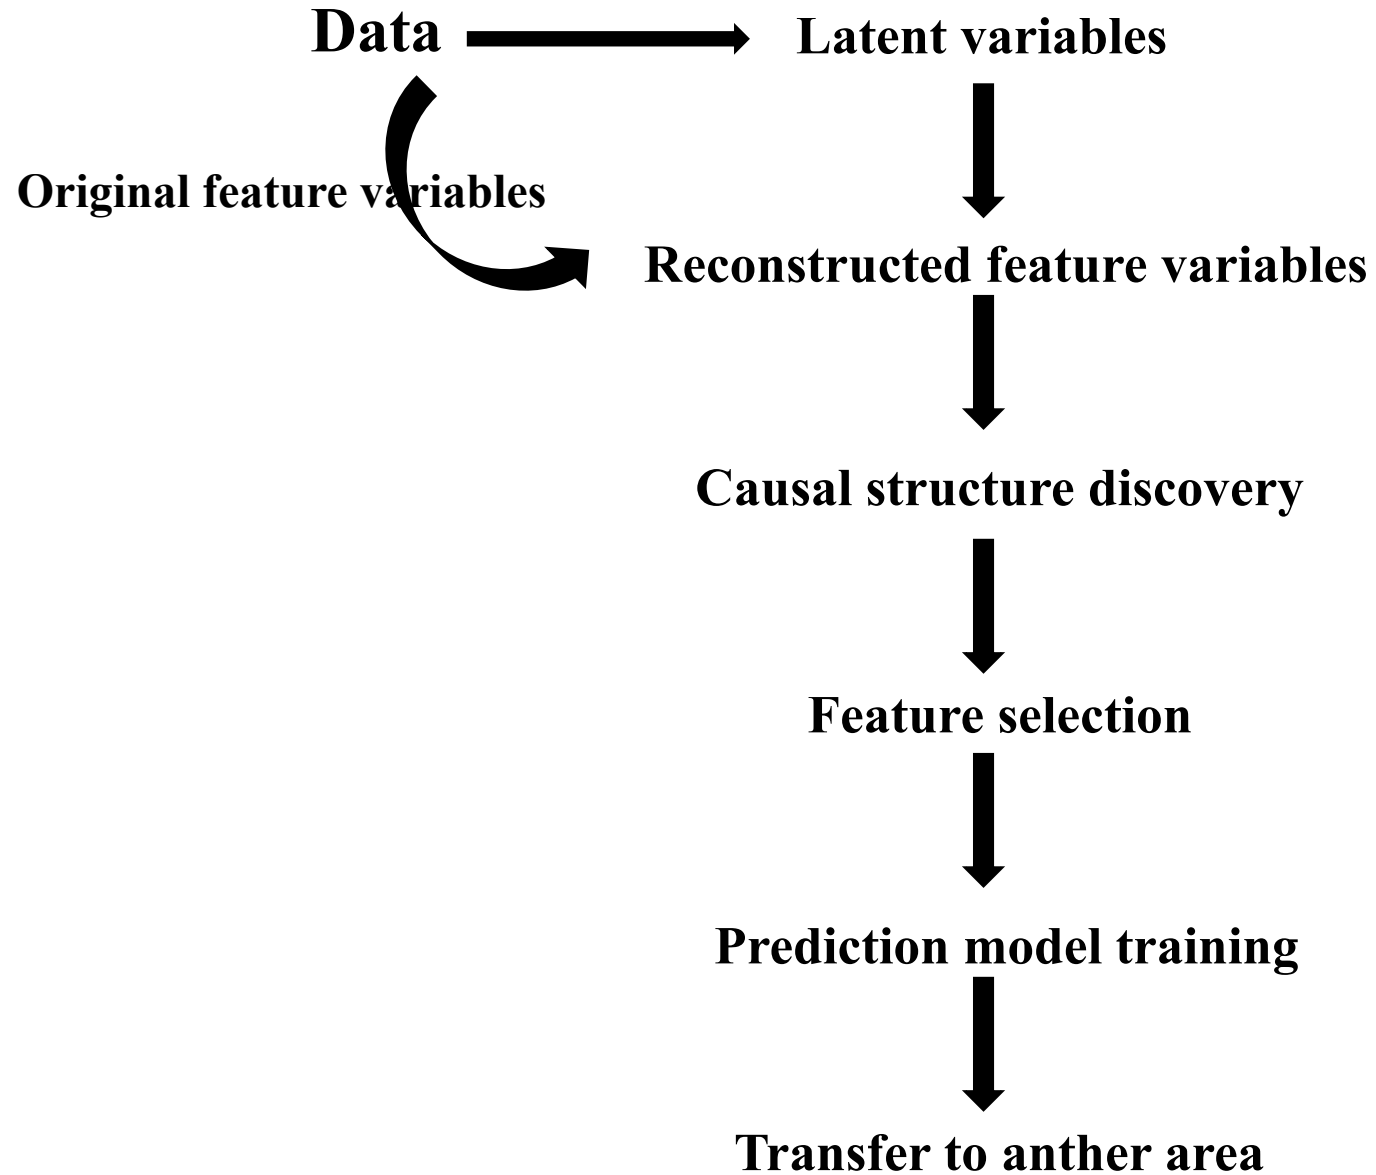 Data
Latent variables
Original feature variables
Reconstructed feature variables
Causal structure discovery
Feature selection
Prediction model training
Transfer to anther area